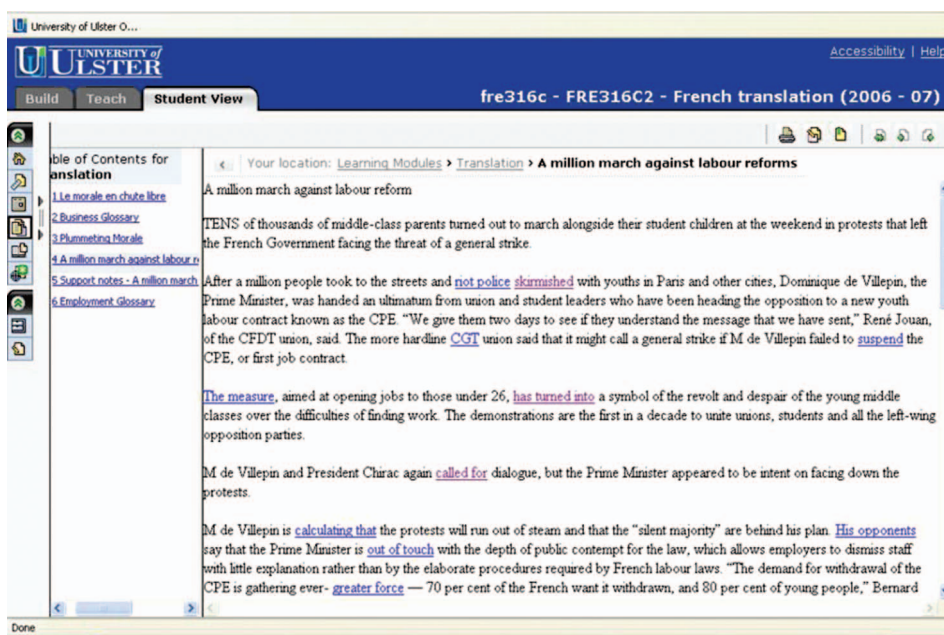 University of Ulster O...
UNIVERSITY of
ULSTER
Accessibility | Help
Build Teach Student View
fre316c - FRE316C2 - French translation (2006 - 07)
ble of Contents for
anslation
1 Le morale en chute libre
2 Business Glossary
3 Plummeting Morale
4 A million march against labour r
5 Support notes - A million march
6 Employment Glossary
Your location: Learning Modules › Translation › A million march against labour reforms
A million march against labour reform
TENS of thousands of middle-class parents turned out to march alongside their student children at the weekend in protests that left
the French Government facing the threat of a general strike.
After a million people took to the streets and not police skirmished with youths in Paris and other cities, Dominique de Villepin, the
Prime Minister, was handed an ultimatum from union and student leaders who have been heading the opposition to a new youth
labour contract known as the CPE. “We give them two days to see if they understand the message that we have sent,” René Jouan,
of the CFDT union, said. The more hardline CGT union said that it might call a general strike if M de Villepin failed to suspend the
CPE, or first job contract.
The measure, aimed at opening jobs to those under 26, has turned into a symbol of the revolt and despair of the young middle
classes over the difficulties of finding work. The demonstrations are the first in a decade to unite unions, students and all the left-wing
opposition parties.
M de Villepin and President Chirac again called for dialogue, but the Prime Minister appeared to be intent on facing down the
protests.
M de Villepin is calculating that the protests will run out of steam and that the “silent majority” are behind his plan. His opponents
say that the Prime Minister is out of touch with the depth of public contempt for the law, which allows employers to dismiss staff
with little explanation rather than by the elaborate procedures required by French labour laws. “The demand for withdrawal of the
CPE is gathering ever- greater force — 70 per cent of the French want it withdrawn, and 80 per cent of young people,” Bernard
Done